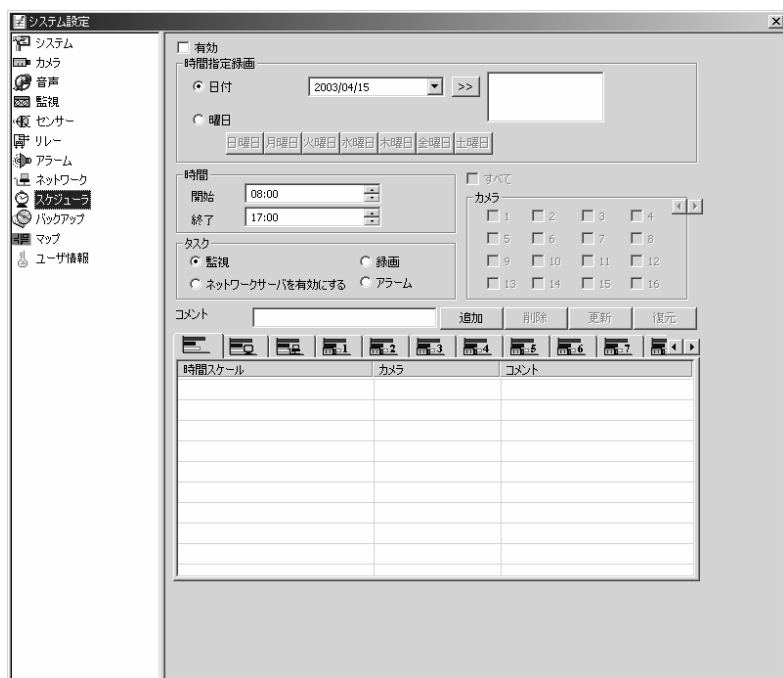 システム設定
システム
カメラ
音声
監視
センサー
リレー
アラーム
ネットワーク
スケジューラ
バックアップ
マップ
ユーザ情報
有効
時間指定録画
日付 2003/04/15 >>
曜日
日曜日 月曜日 火曜日 水曜日 木曜日 金曜日 土曜日
時間
開始 08:00
終了 17:00
すべて
カメラ
1 2 3 4
5 6 7 8
9 10 11 12
13 14 15 16
タスク
監視 録画
ネットワークサーバを有効にする アラーム
コメント 追加 削除 更新 復元
1 2 3 4 5 6 7
時間スケール カメラ コメント